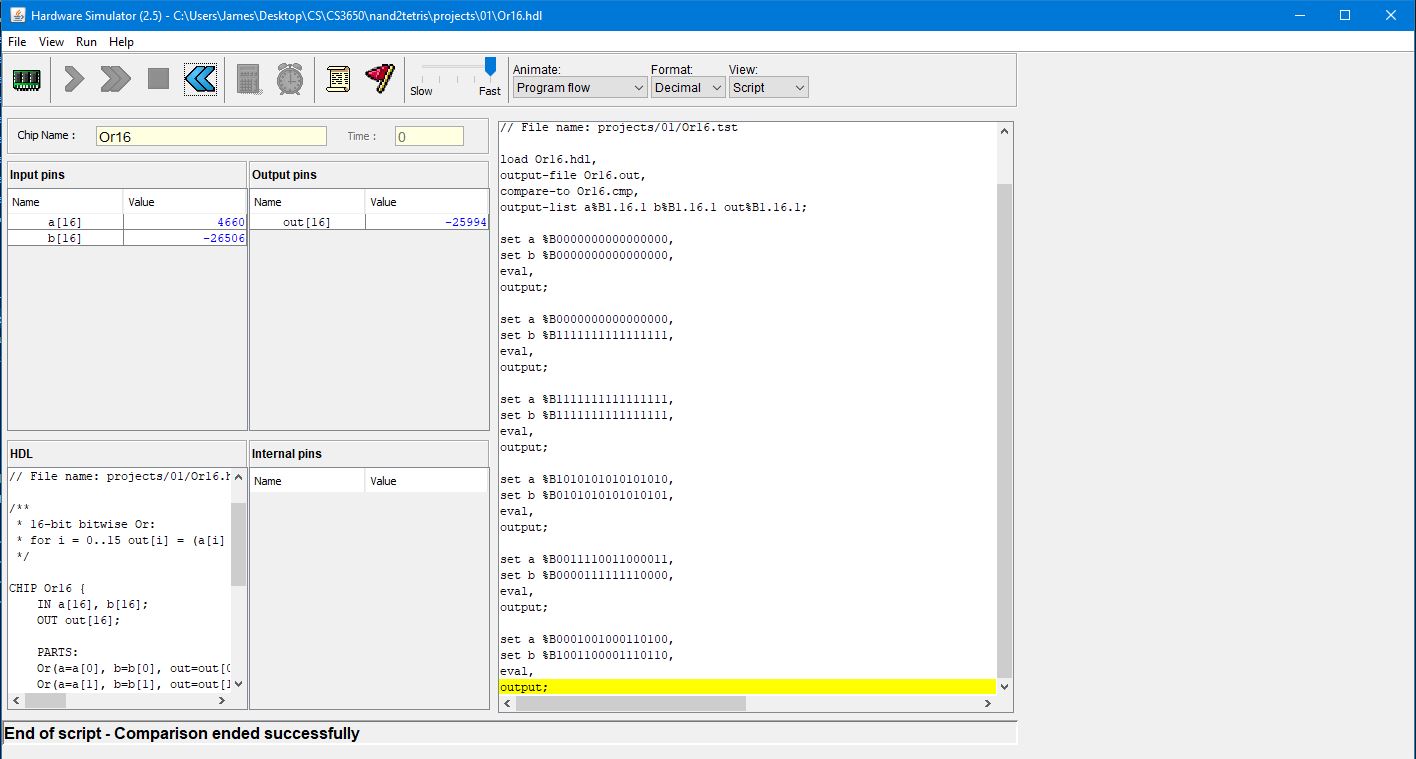 Hardware Simulator (2.5) - C:\Users\James\Desktop\CS\CS3650\nand2tetris\projects\01\Or16.hdl
File View Run Help
Slow Fast
Animate: Format: View:
Program flow Decimal Script
Chip Name : Or16 Time : 0
Input pins
Name Value
a[16] 4660
b[16] -26506
Output pins
Name Value
out[16] -25994
HDL
// File name: projects/01/Or16.h
/**
* 16-bit bitwise Or:
* for i = 0..15 out[i] = (a[i]
*/
CHIP Or16 {
IN a[16], b[16];
OUT out[16];
PARTS:
Or(a=a[0], b=b[0], out=out[0
Or(a=a[1], b=b[1], out=out[1
Internal pins
Name Value
// File name: projects/01/Or16.tst
load Or16.hdl,
output-file Or16.out,
compare-to Or16.cmp,
output-list a%B1.16.1 b%B1.16.1 out%B1.16.1;
set a %B0000000000000000,
set b %B0000000000000000,
eval,
output;
set a %B0000000000000000,
set b %B1111111111111111,
eval,
output;
set a %B1111111111111111,
set b %B1111111111111111,
eval,
output;
set a %B1010101010101010,
set b %B0101010101010101,
eval,
output;
set a %B0011110011000011,
set b %B0000111111110000,
eval,
output;
set a %B0001001000110100,
set b %B1001100001110110,
eval,
output;
End of script - Comparison ended successfully